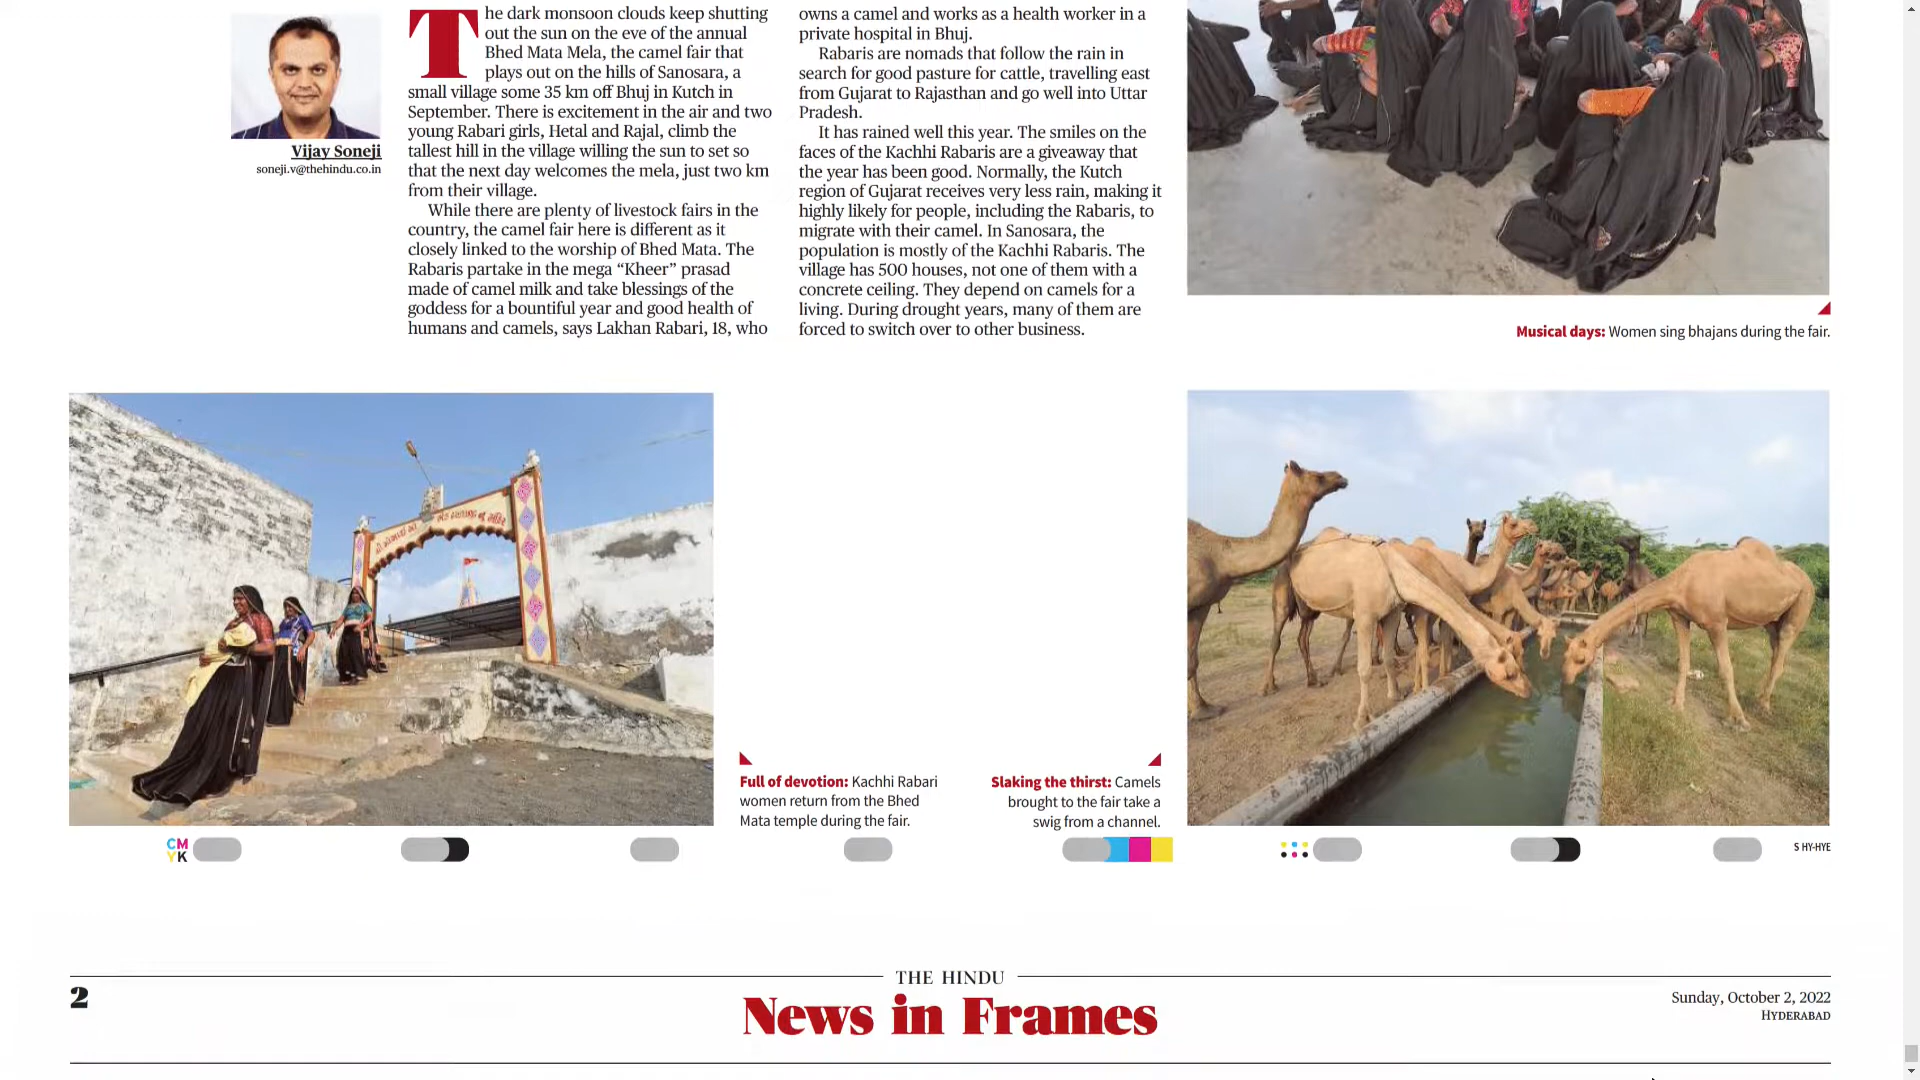 The dark monsoon clouds keep shutting
out the sun on the eve of the annual
Bhed Mata Mela, the camel fair that
plays out on the hills of Sanosara, a
small village some 35 km off Bhuj in Kutch in
September. There is excitement in the air and two
young Rabari girls, Hetal and Rajal, climb the
tallest hill in the village willing the sun to set so
that the next day welcomes the mela, just two km
from their village.
While there are plenty of livestock fairs in the
country, the camel fair here is different as it
closely linked to the worship of Bhed Mata. The
Rabaris partake in the mega “Kheer” prasad
made of camel milk and take blessings of the
goddess for a bountiful year and good health of
humans and camels, says Lakhan Rabari, 18, who
owns a camel and works as a health worker in a
private hospital in Bhuj.
Rabaris are nomads that follow the rain in
search for good pasture for cattle, travelling east
from Gujarat to Rajasthan and go well into Uttar
Pradesh.
It has rained well this year. The smiles on the
faces of the Kachhi Rabaris are a giveaway that
the year has been good. Normally, the Kutch
region of Gujarat receives very less rain, making it
highly likely for people, including the Rabaris, to
migrate with their camel. In Sanosara, the
population is mostly of the Kachhi Rabaris. The
village has 500 houses, not one of them with a
concrete ceiling. They depend on camels for a
living. During drought years, many of them are
forced to switch over to other business.
Vijay Soneji
soneji.v@thehindu.co.in
Musical days: Women sing bhajans during the fair.
Full of devotion: Kachhi Rabari
women return from the Bhed
Mata temple during the fair.
Slaking the thirst: Camels
brought to the fair take a
swig from a channel.
CM
YK
S HY-HYE
2
THE HINDU
News in Frames
Sunday, October 2, 2022
HYDERABAD